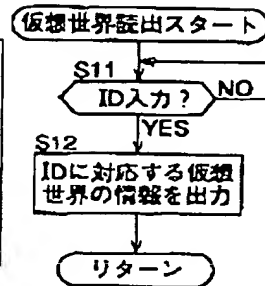 仮想世界読出スタート
S11
ID入力？
NO
YES
S12
IDに対応する仮想
世界の情報を出力
リターン